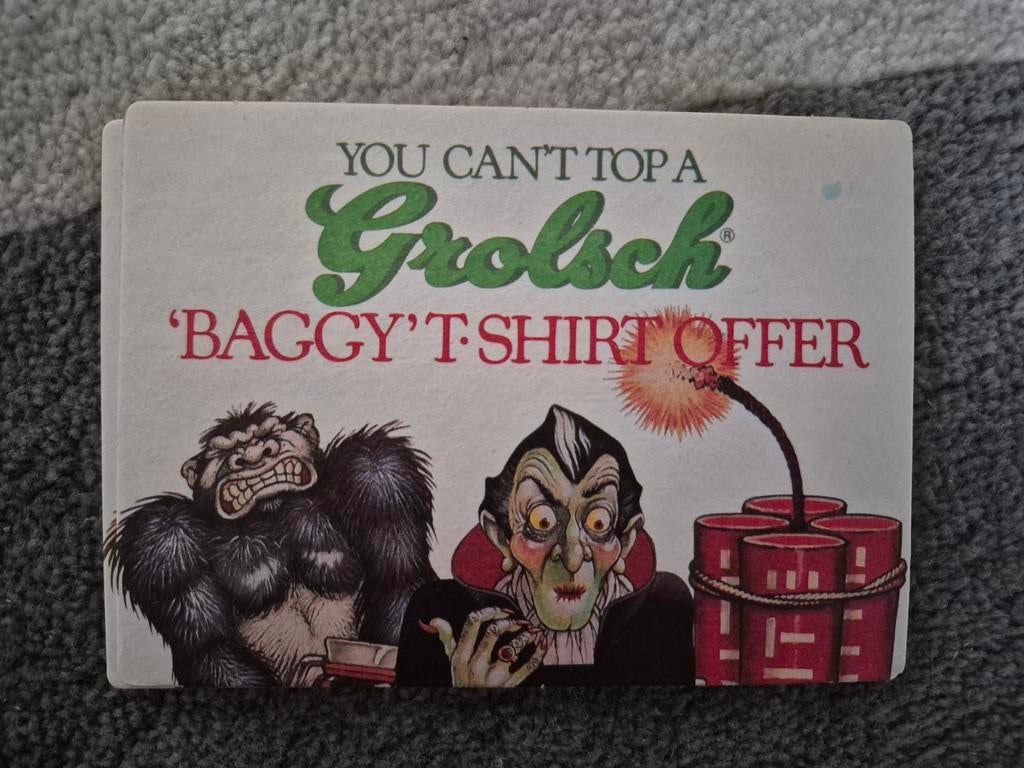 YOU CAN'T TOP A
Grolsch®
'BAGGY' T·SHIRT OFFER